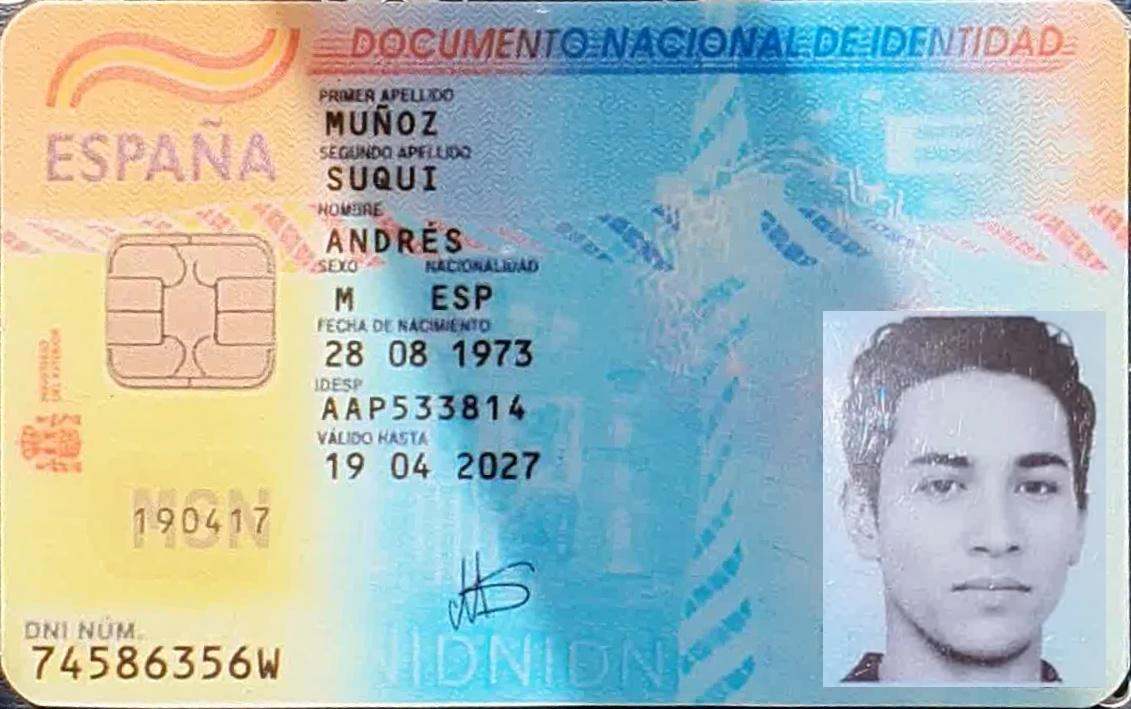 DOCUMENTO NACIONAL DE IDENTIDAD
ESPAÑA
PRIMER APELLIDO
MUÑOZ
SEGUNDO APELLIDO
SUQUI
NOMBRE
ANDRÉS
SEXO NACIONALIDAD
M ESP
FECHA DE NACIMIENTO
28 08 1973
IDESP
AAP533814
VÁLIDO HASTA
19 04 2027
190417
DNI NÚM.
74586356W